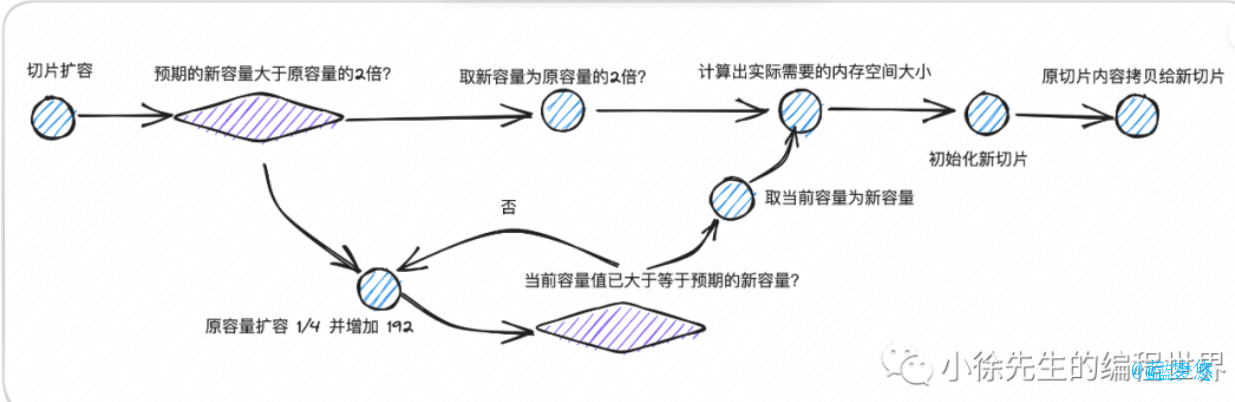 切片扩容
预期的新容量大于原容量的2倍?
取新容量为原容量的2倍?
计算出实际需要的内存空间大小
原切片内容拷贝给新切片
初始化新切片
取当前容量为新容量
否
当前容量值已大于等于预期的新容量?
原容量扩容 1/4 并增加 192
小徐先生的编程世界